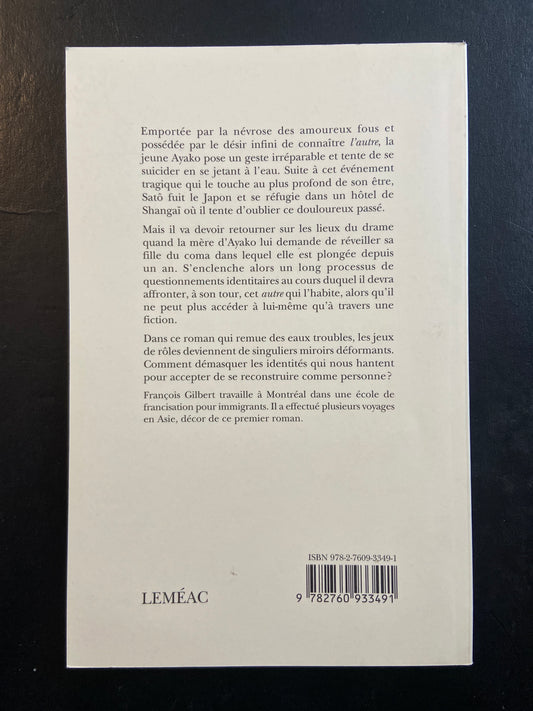 Emportée par la névrose des amoureux fous et
possédée par le désir infini de connaître l'autre, la
jeune Ayako pose un geste irréparable et tente de se
suicider en se jetant à l'eau. Suite à cet événement
tragique qui le touche au plus profond de son être,
Satô fuit le Japon et se réfugie dans un hôtel de
Shangaï où il tente d'oublier ce douloureux passé.
Mais il va devoir retourner sur les lieux du drame
quand la mère d'Ayako lui demande de réveiller sa
fille du coma dans lequel elle est plongée depuis
un an. S'enclenche alors un long processus de
questionnements identitaires au cours duquel il devra
affronter, à son tour, cet autre qui l'habite, alors qu'il
ne peut plus accéder à lui-même qu'à travers une
fiction.
Dans ce roman qui remue des eaux troubles, les jeux
de rôles deviennent de singuliers miroirs déformants.
Comment démasquer les identités qui nous hantent
pour accepter de se reconstruire comme personne ?
François Gilbert travaille à Montréal dans une école de
francisation pour immigrants. Il a effectué plusieurs voyages
en Asie, décor de ce premier roman.
ISBN 978-2-7609-3349-1
LEMÉAC
9 782760 933491